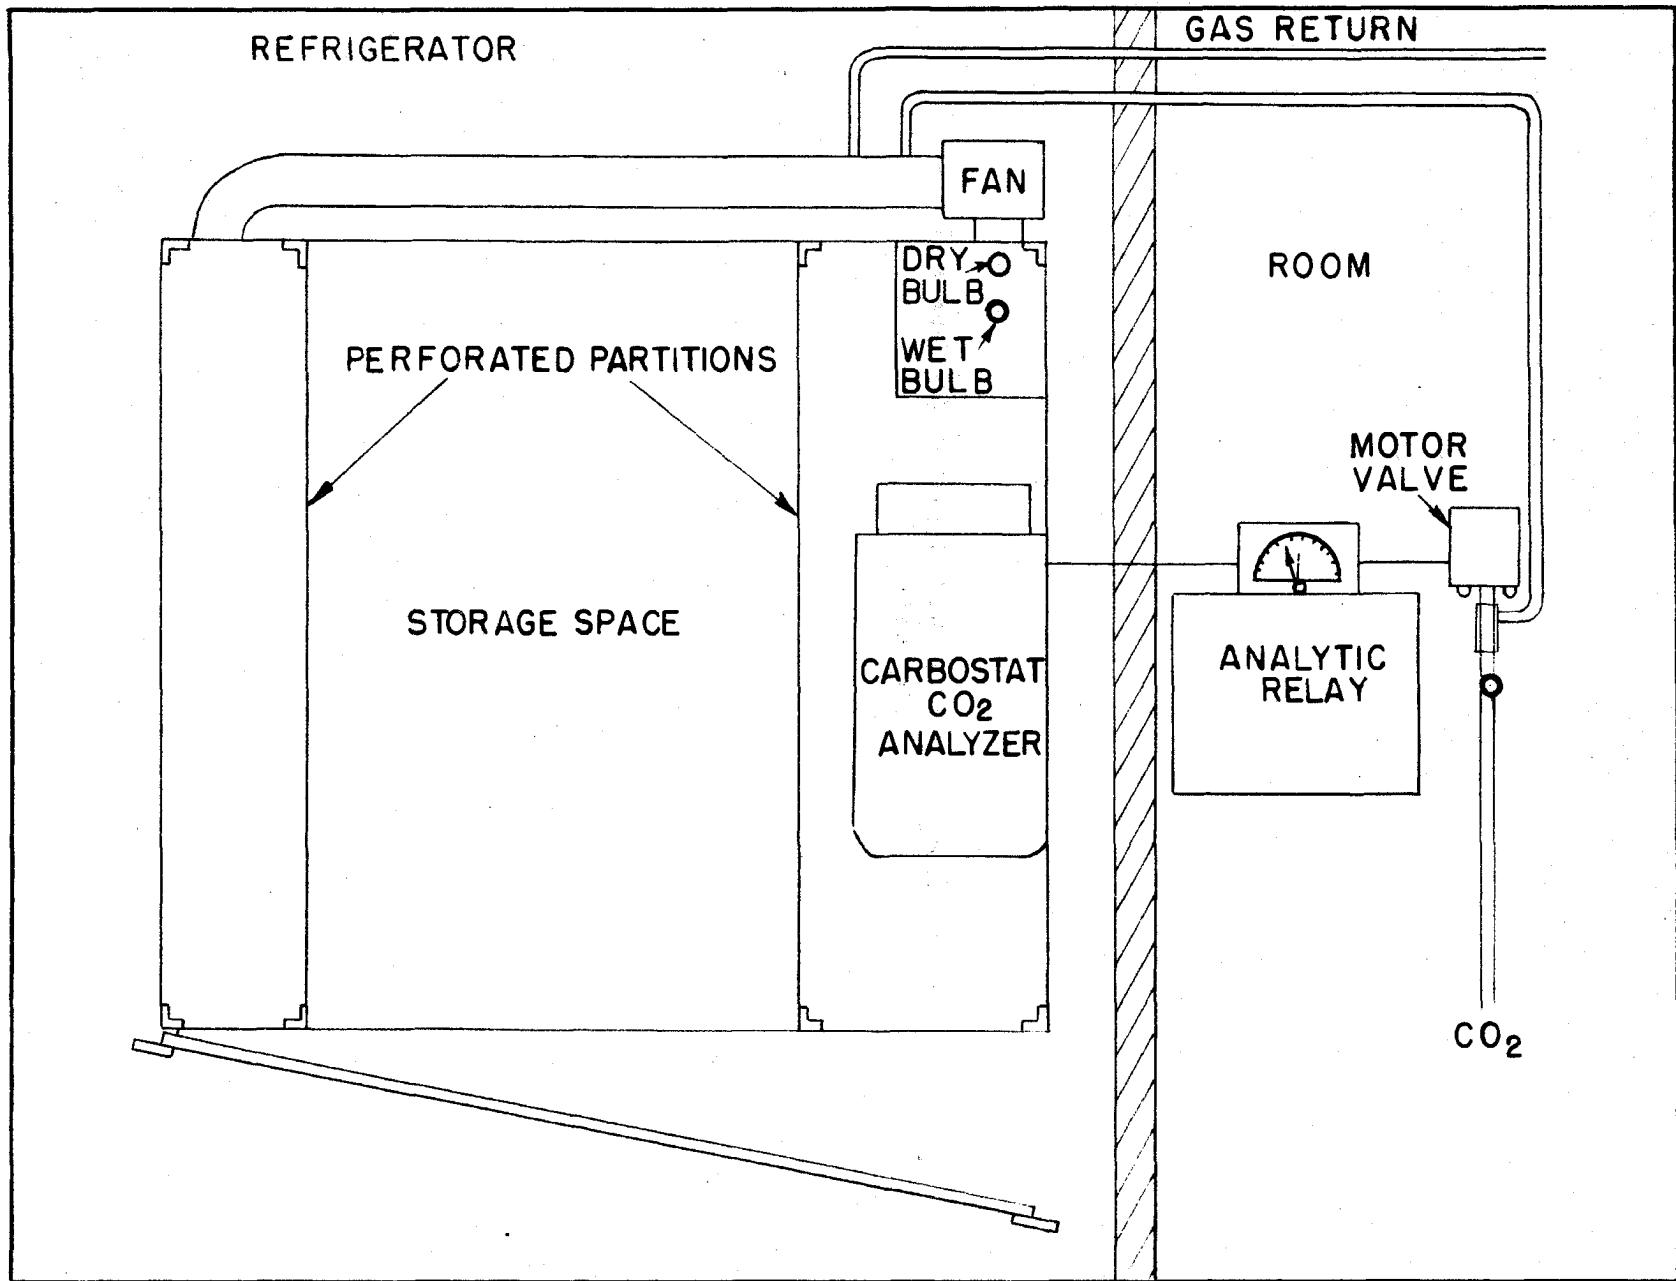 REFRIGERATOR
GAS RETURN
FAN
DRY
BULB
WET
BULB
ROOM
PERFORATED PARTITIONS
MOTOR
VALVE
STORAGE SPACE
CARBOSTAT
CO₂
ANALYZER
ANALYTIC
RELAY
CO₂